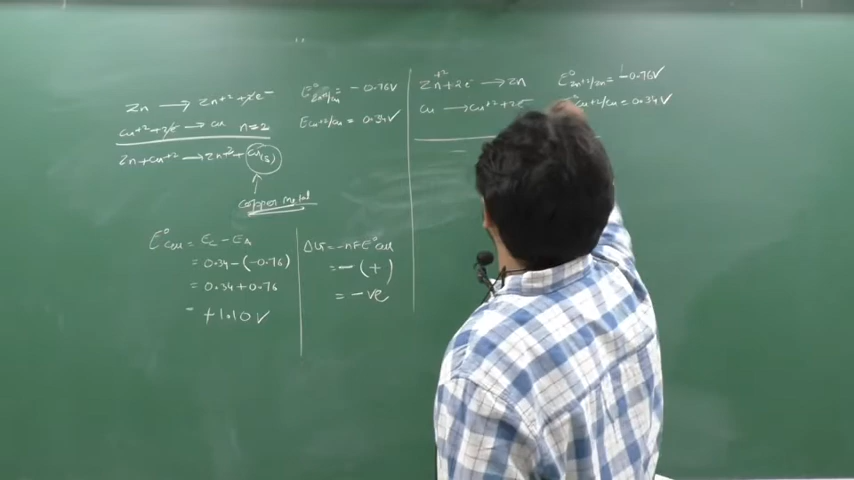 Zn → Zn+2 + 2e-
Cu+2 + 2e → Cu n=2
Zn + Cu+2 → Zn+2 + Cu(s)
Copper metal
E°Zn+2/Zn = -0.76V
ECu+2/Cu = 0.34V
E°Cell = EC - EA
= 0.34 - (-0.76)
= 0.34 + 0.76
= +1.10 V
ΔG = -nFE°Cell
= - (+)
= -ve
Zn+2 + 2e- → Zn
Cu → Cu+2 + 2e-
E°Zn+2/Zn = -0.76V
Cu+2/Cu = 0.34V